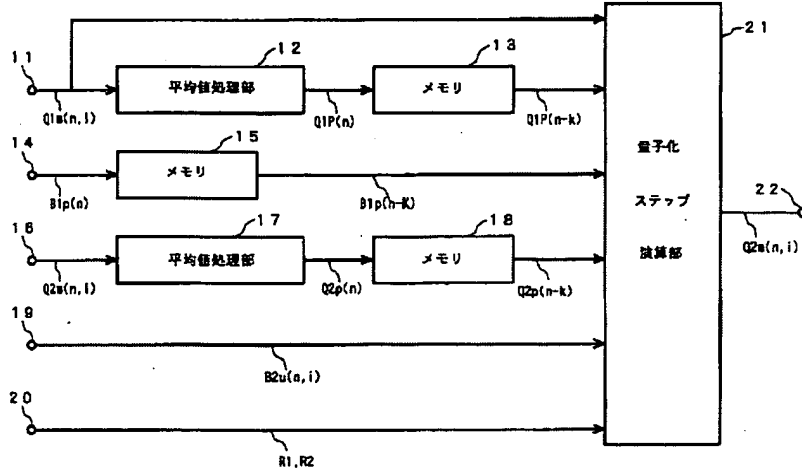 11
12
平均値処理部
13
メモリ
21
Q1m(n,i)
Q1P(n)
Q1P(n-k)
14
15
メモリ
B1p(n)
B1p(n-K)
量子化
ステップ
演算部
22
Q2m(n,i)
16
17
平均値処理部
18
メモリ
Q2m(n,i)
Q2p(n)
Q2p(n-k)
19
B2u(n,i)
20
R1,R2